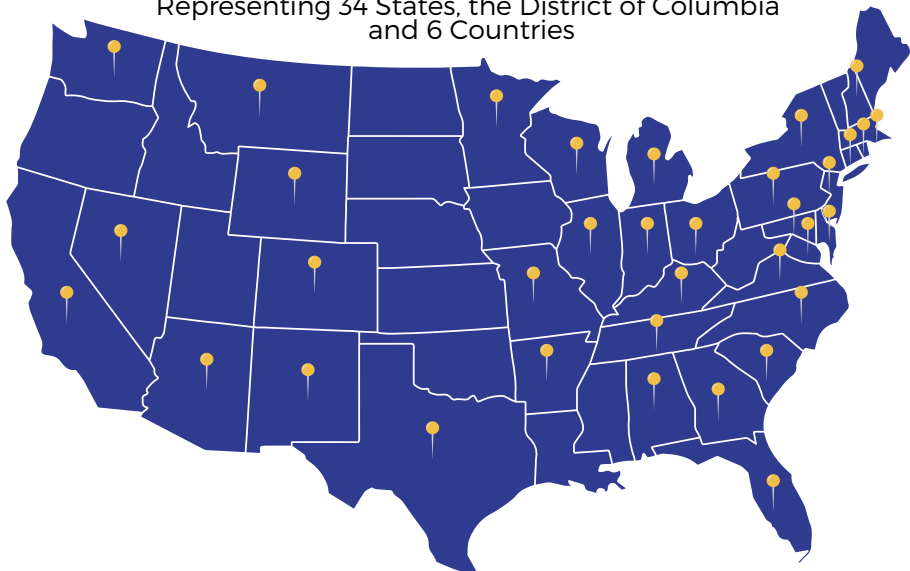 Representing 34 States, the District of Columbia
and 6 Countries